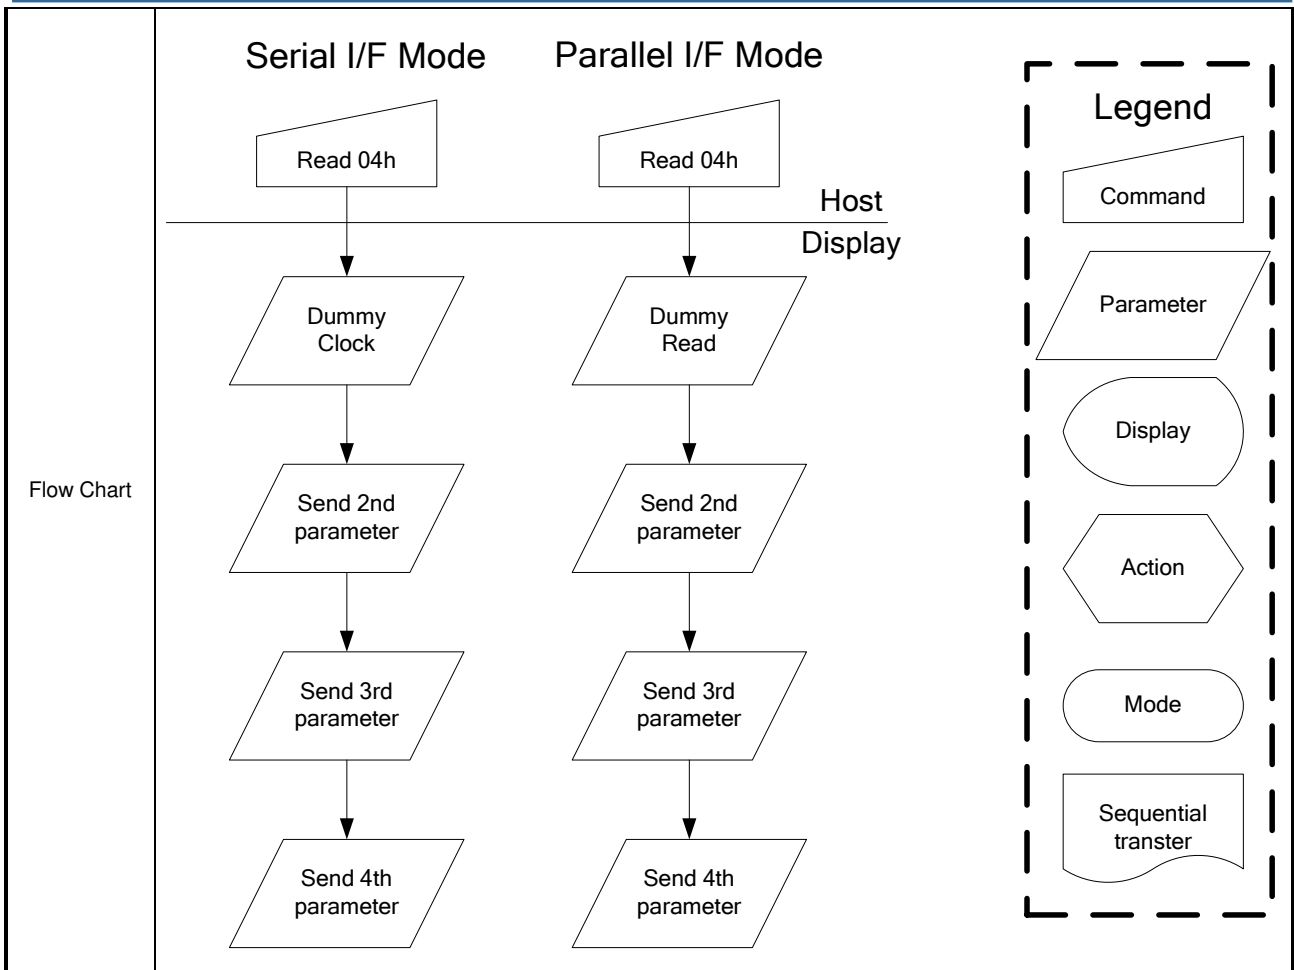 Flow Chart
Serial I/F Mode
Read 04h
Dummy
Clock
Send 2nd
parameter
Send 3rd
parameter
Send 4th
parameter
Parallel I/F Mode
Read 04h
Host
Display
Dummy
Read
Send 2nd
parameter
Send 3rd
parameter
Send 4th
parameter
Legend
Command
Parameter
Display
Action
Mode
Sequential
transter